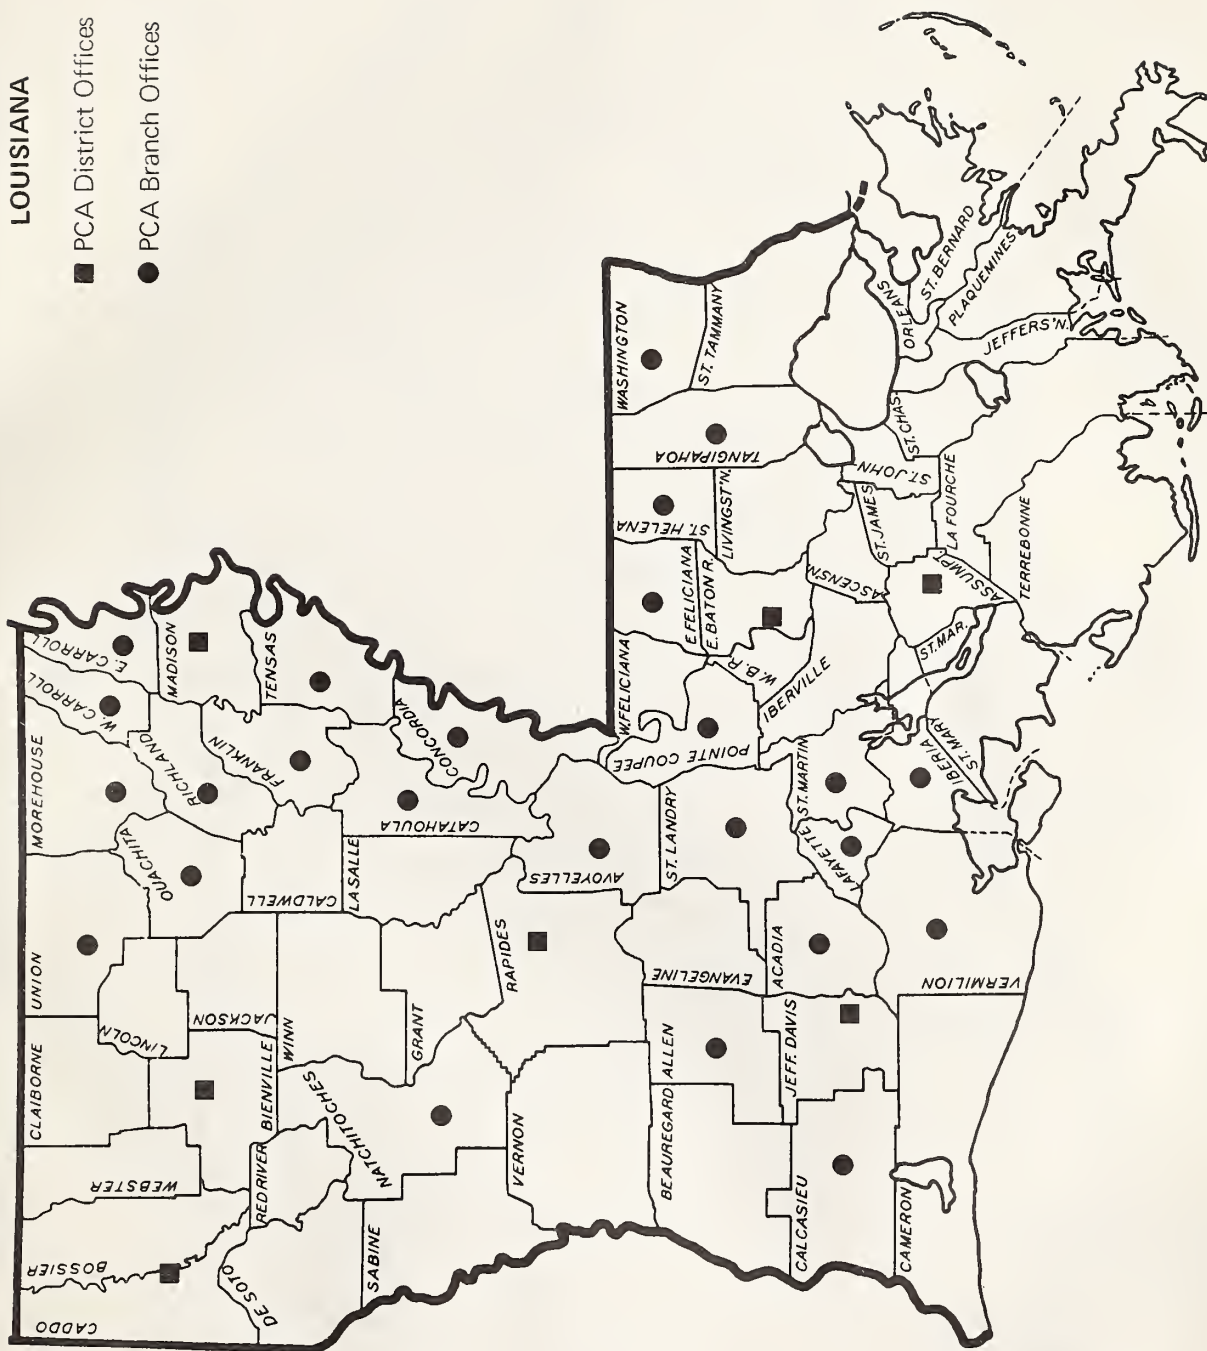 LOUISIANA
■ PCA District Offices
● PCA Branch Offices
CADDO
BOSSIER
WEBSTER
CLAIBORNE
UNION
MOREHOUSE
W. CARROLL
E. CARROLL
LINCOLN
OUACHITA
RICHLAND
MADISON
DE SOTO
RED RIVER
BIENVILLE
JACKSON
CALDWELL
FRANKLIN
TENSAS
SABINE
NATCHITOCHES
WINN
LASALLE
CATAHOULA
CONCORDIA
GRANT
VERNON
RAPIDES
AVOYELLES
BEAUREGARD
ALLEN
EVANGELINE
ST. LANDRY
POINTE COUPEE
W. FELICIANA
E. FELICIANA
ST. HELENA
TANGIPAHOA
WASHINGTON
E. BATON R.
LIVINGST'N.
ST. TAMMANY
W. B. R.
CALCASIEU
JEFF. DAVIS
ACADIA
LAFAYETTE
ST. MARTIN
IBERVILLE
ASCENS'N
ST. JAMES
ST. JOHN
ST. CHAS.
ORLEANS
ST. BERNARD
PLAQUEMINES
JEFFERS'N.
CAMERON
VERMILION
IBERIA
ST. MARY
ST. MAR.
ASSUMPT.
LA FOURCHE
TERREBONNE